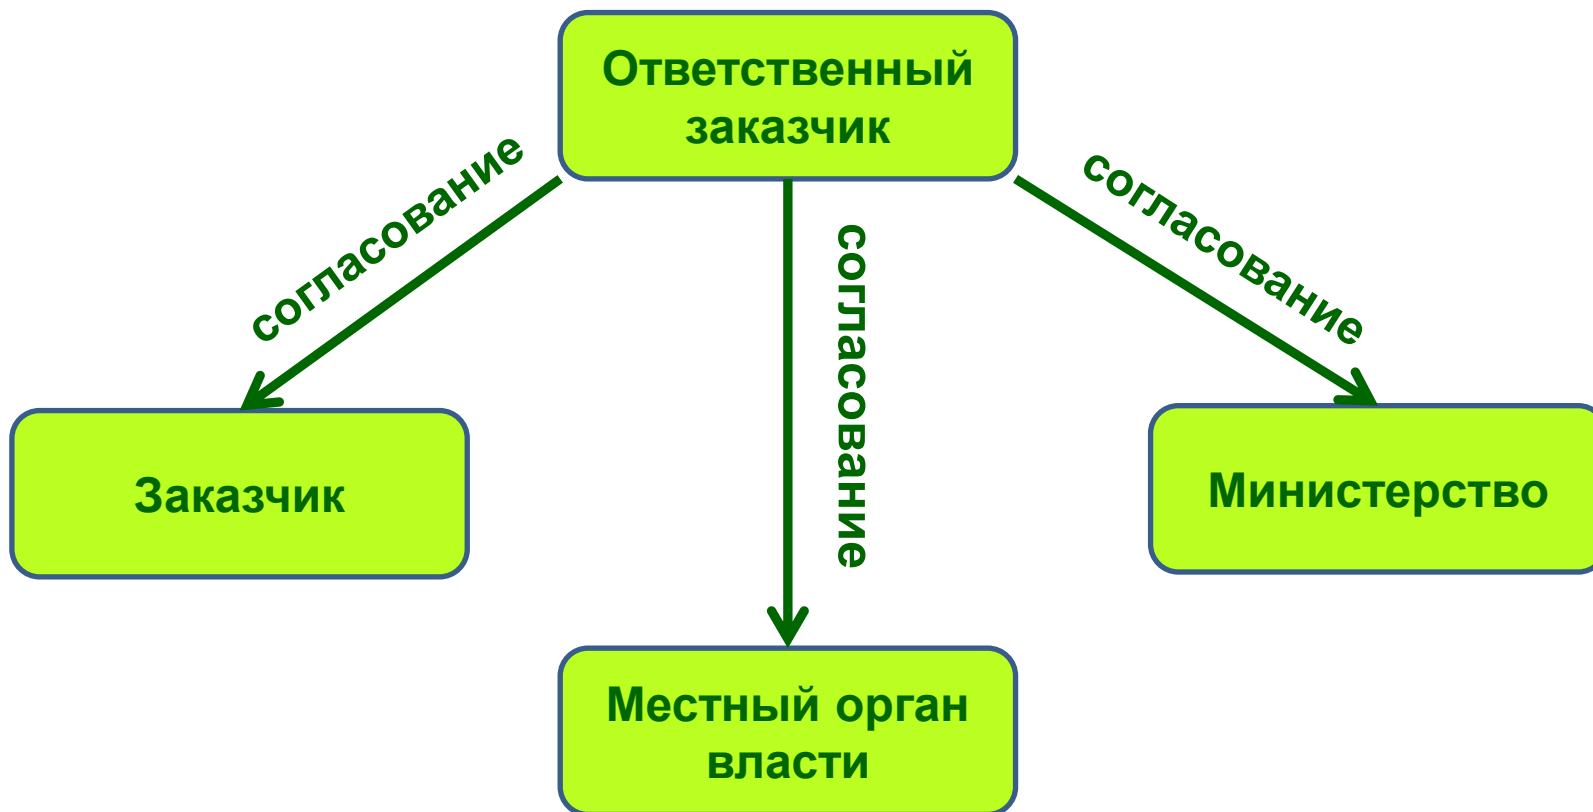 Ответственный
заказчик
согласование
согласование
согласование
Заказчик
Министерство
Местный орган
власти